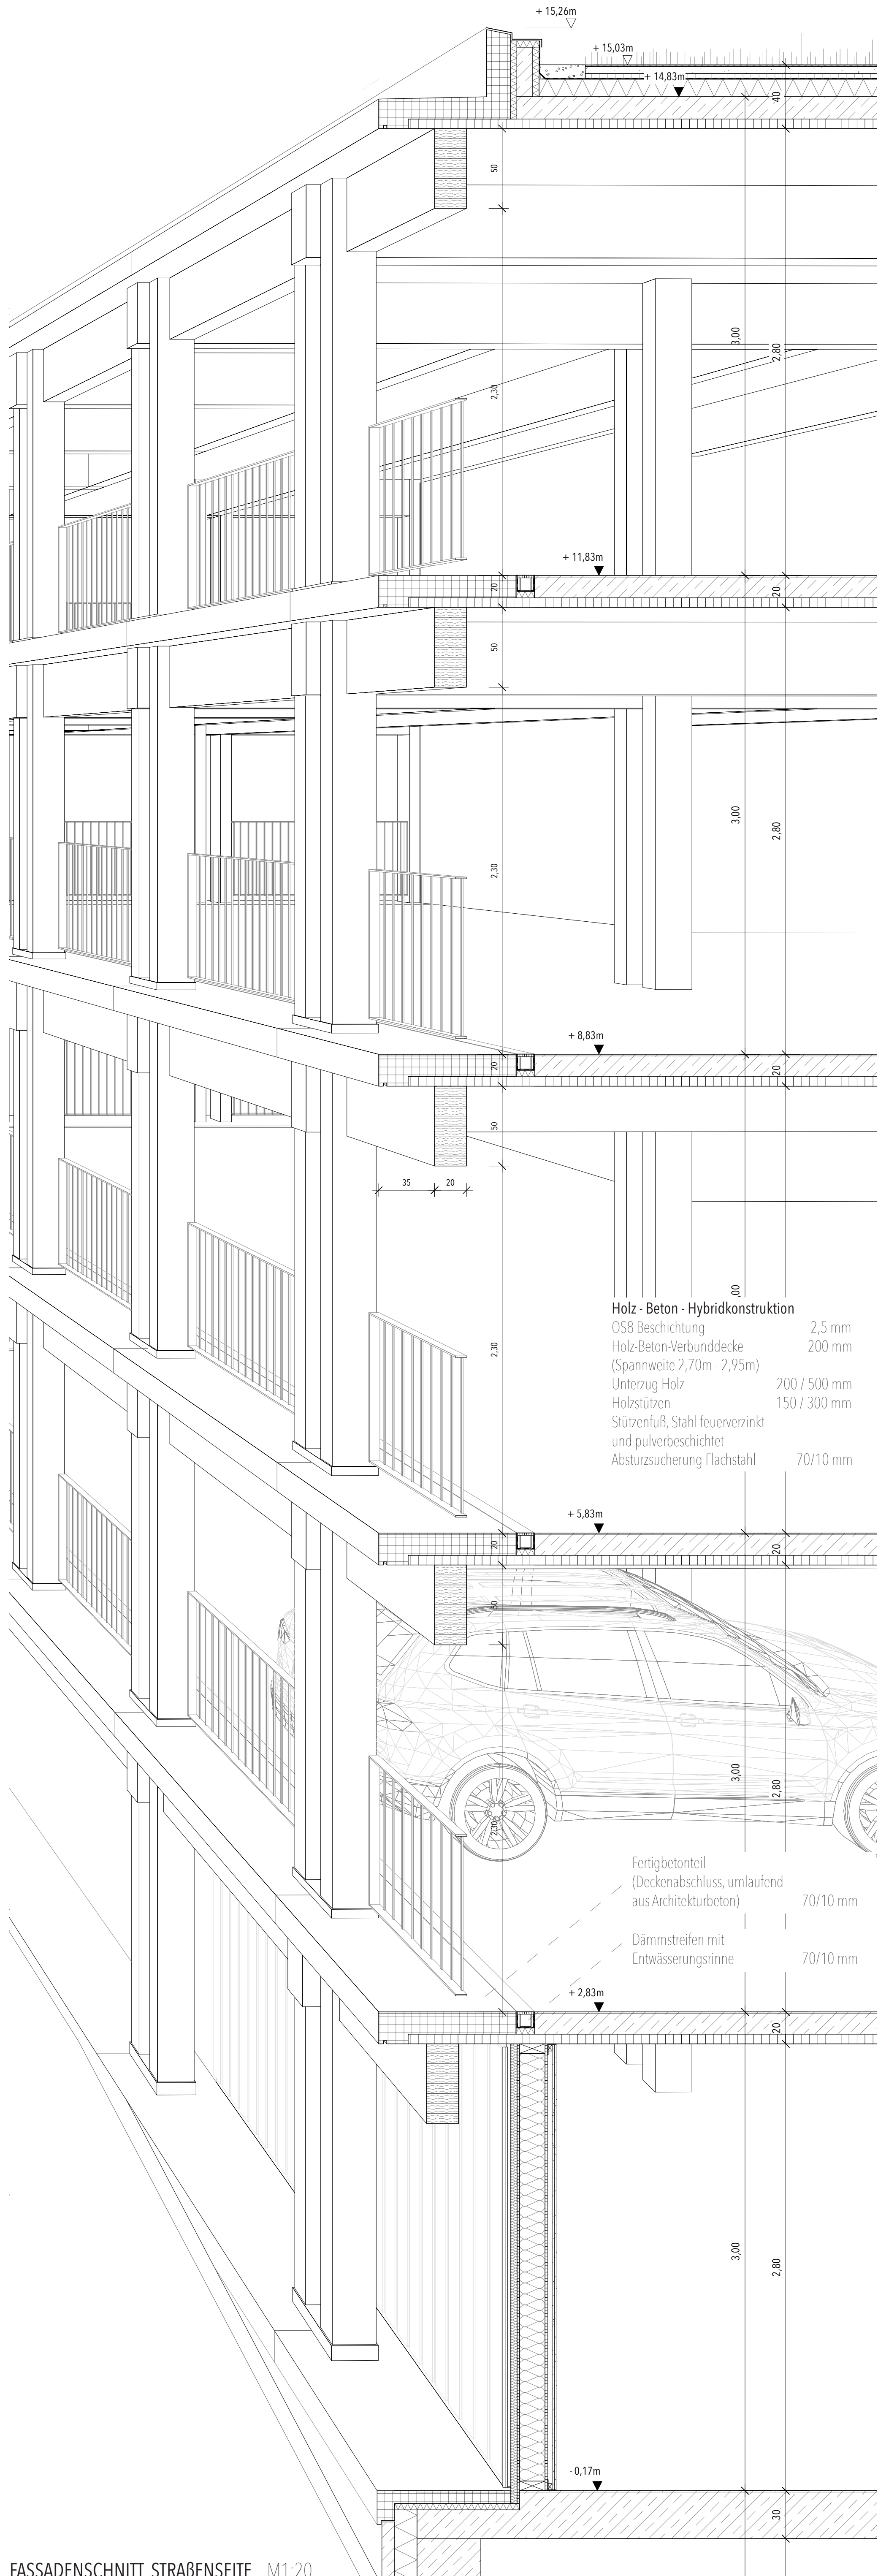 + 15,26m
+ 15,03m
+ 14,83m
40
50
3,00
2,80
2,30
+ 11,83m
20
20
50
3,00
2,80
2,30
+ 8,83m
20
20
50
35
20
,00
Holz - Beton - Hybridkonstruktion
OS8 Beschichtung 2,5 mm
Holz-Beton-Verbunddecke 200 mm
(Spannweite 2,70m - 2,95m)
2,30
Unterzug Holz 200 / 500 mm
Holzstützen 150 / 300 mm
Stützenfuß, Stahl feuerverzinkt
und pulverbeschichtet
Absturzsucherung Flachstahl 70/10 mm
+ 5,83m
20
20
50
3,00
2,80
2,30
Fertigbetonteil
(Deckenabschluss, umlaufend
aus Architekturbeton) 70/10 mm
Dämmstreifen mit
Entwässerungsrinne 70/10 mm
+ 2,83m
20
3,00
2,80
- 0,17m
30
FASSADENSCHNITT STRAßENSEITE M1:20